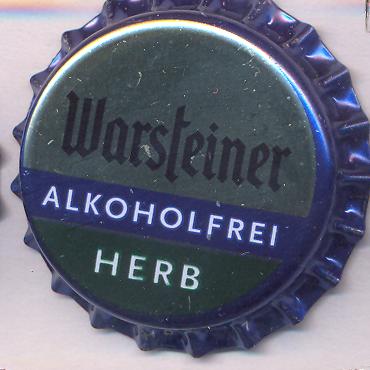 Warsteiner
ALKOHOLFREI
HERB